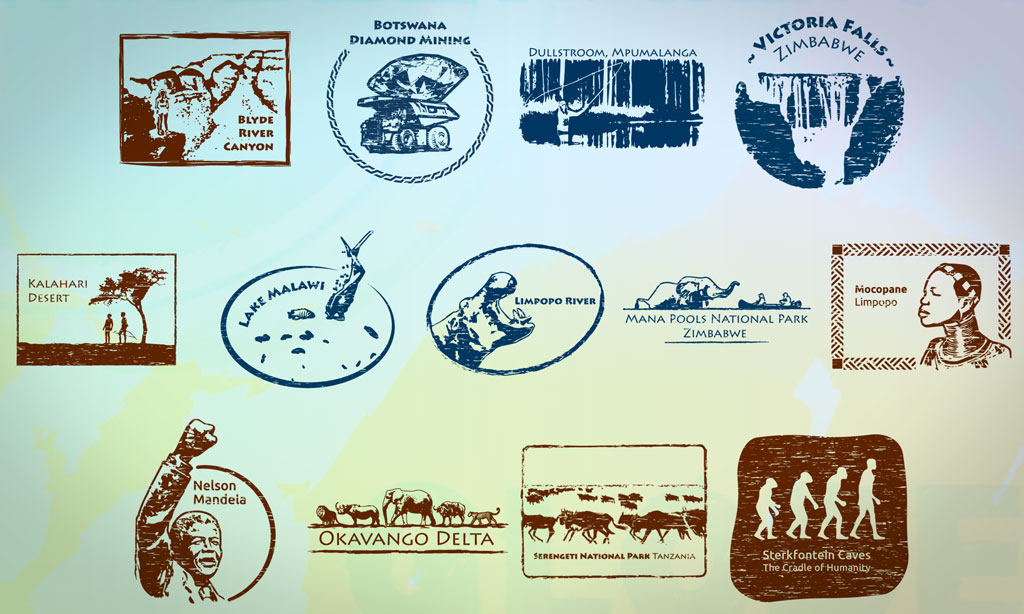 BLYDE
RIVER
CANYON
BOTSWANA
DIAMOND MINING
DULLSTROOM, MPUMALANGA
~ VICTORIA FALLS ~
ZIMBABWE
KALAHARI
DESERT
LAKE MALAWI
LIMPOPO RIVER
MANA POOLS NATIONAL PARK
ZIMBABWE
Mocopane
Limpopo
Nelson
Mandela
OKAVANGO DELTA
SERENGETI NATIONAL PARK TANZANIA
Sterkfontein Caves
The Cradle of Humanity